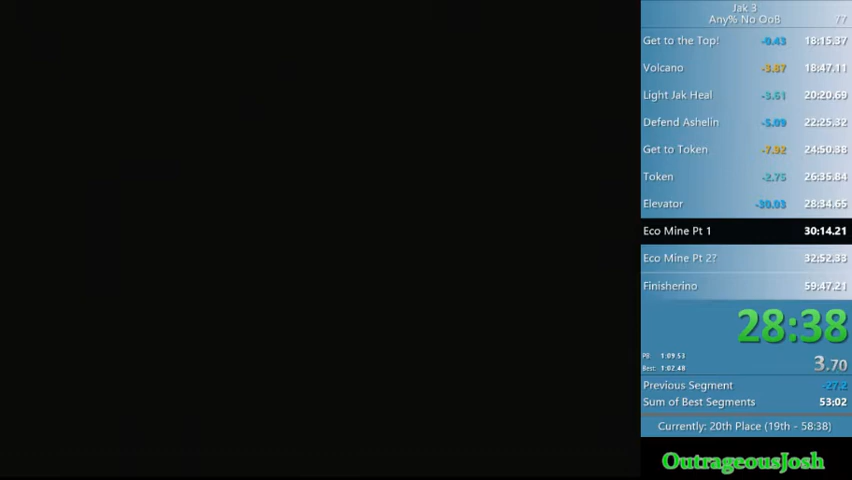 Jak 3
Any% No OoB 77
Get to the Top! -0.43 18:15.37
Volcano -3.87 18:47.11
Light Jak Heal -3.61 20:20.69
Defend Ashelin -5.09 22:25.32
Get to Token -7.92 24:50.38
Token -2.75 26:35.84
Elevator -30.03 28:34.65
Eco Mine Pt 1 30:14.21
Eco Mine Pt 2? 32:52.33
Finisherino 59:47.21
28:38
PB: 1:09.53
Best: 1:02.48
3.70
Previous Segment -27.2
Sum of Best Segments 53:02
Currently: 20th Place (19th - 58:38)
OutrageousJosh